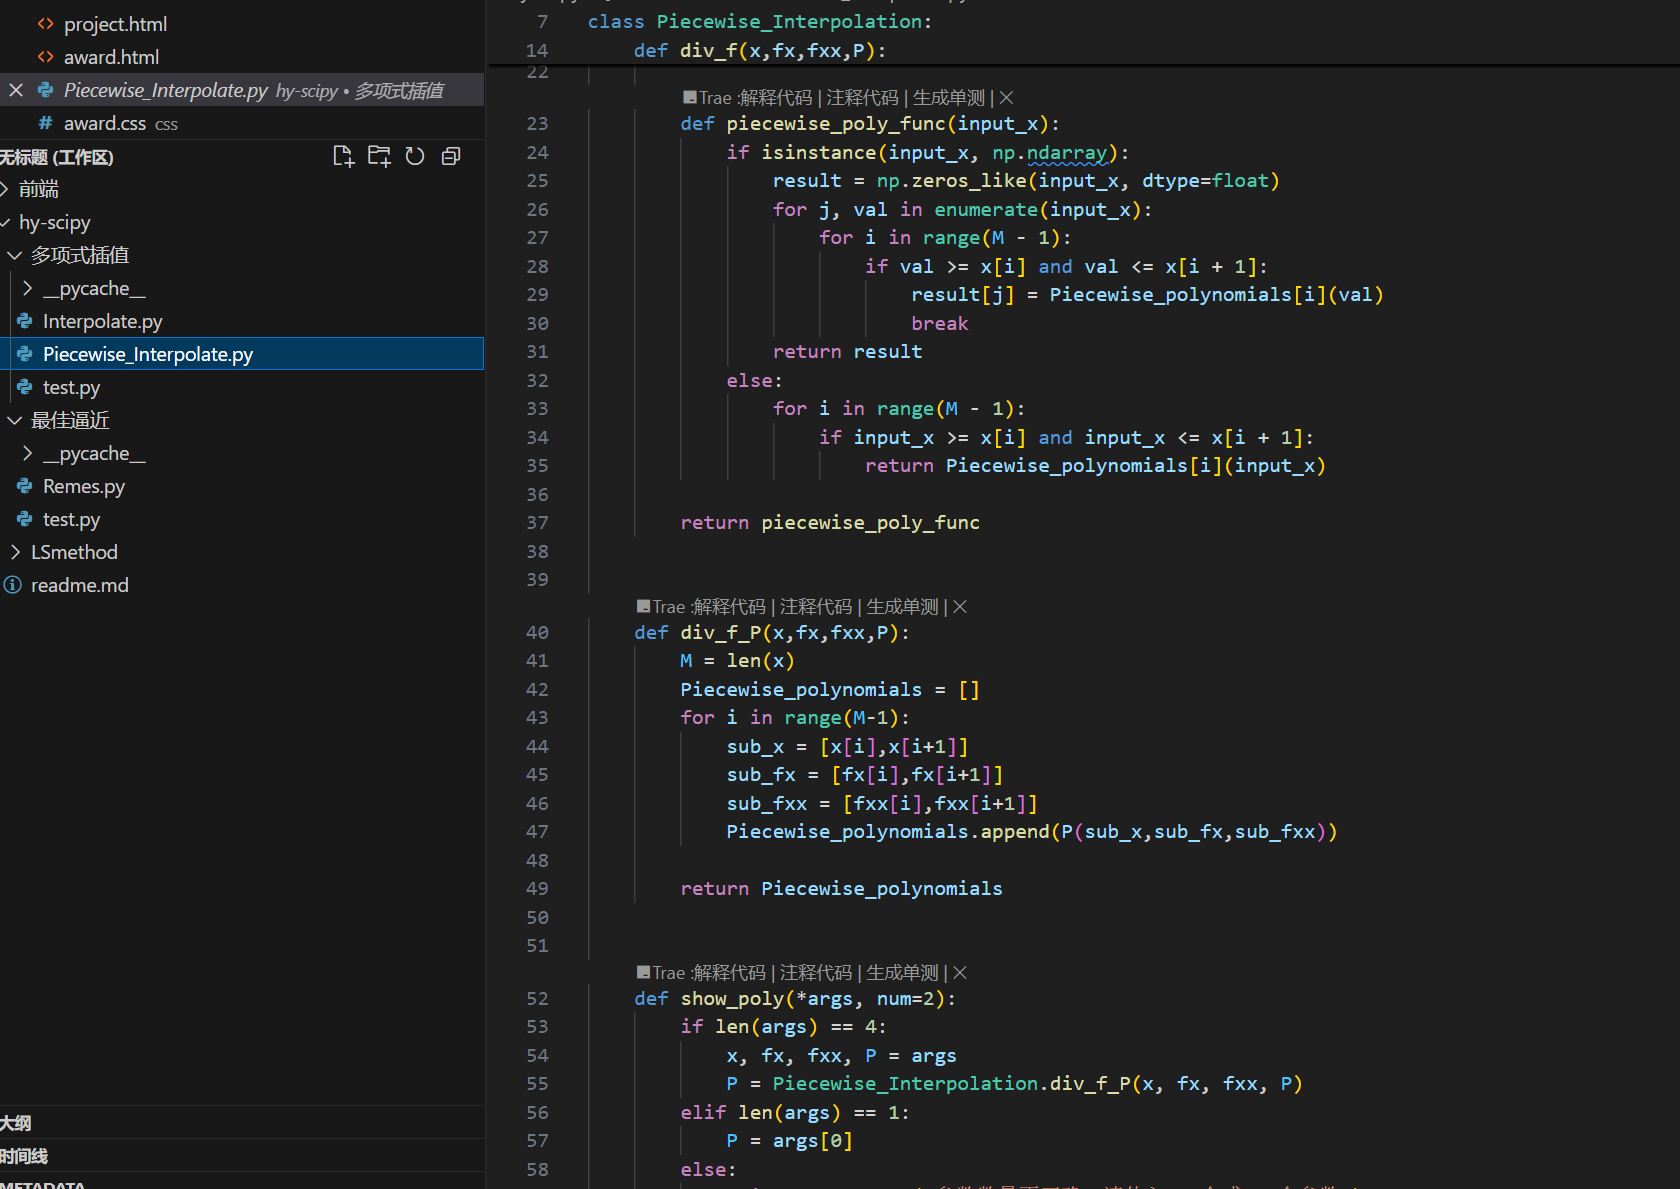 project.html
award.html
Piecewise_Interpolate.py hy-scipy • 多项式插值
award.css css
无标题 (工作区)
前端
hy-scipy
多项式插值
__pycache__
Interpolate.py
Piecewise_Interpolate.py
test.py
最佳逼近
__pycache__
Remes.py
test.py
LSmethod
readme.md
大纲
时间线
METADATA
7 class Piecewise_Interpolation:
14 def div_f(x,fx,fxx,P):
22
Trae :解释代码 | 注释代码 | 生成单测 | ×
23 def piecewise_poly_func(input_x):
24 if isinstance(input_x, np.ndarray):
25 result = np.zeros_like(input_x, dtype=float)
26 for j, val in enumerate(input_x):
27 for i in range(M - 1):
28 if val >= x[i] and val <= x[i + 1]:
29 result[j] = Piecewise_polynomials[i](val)
30 break
31 return result
32 else:
33 for i in range(M - 1):
34 if input_x >= x[i] and input_x <= x[i + 1]:
35 return Piecewise_polynomials[i](input_x)
36
37 return piecewise_poly_func
38
39
Trae :解释代码 | 注释代码 | 生成单测 | ×
40 def div_f_P(x,fx,fxx,P):
41 M = len(x)
42 Piecewise_polynomials = []
43 for i in range(M-1):
44 sub_x = [x[i],x[i+1]]
45 sub_fx = [fx[i],fx[i+1]]
46 sub_fxx = [fxx[i],fxx[i+1]]
47 Piecewise_polynomials.append(P(sub_x,sub_fx,sub_fxx))
48
49 return Piecewise_polynomials
50
51
Trae :解释代码 | 注释代码 | 生成单测 | ×
52 def show_poly(*args, num=2):
53 if len(args) == 4:
54 x, fx, fxx, P = args
55 P = Piecewise_Interpolation.div_f_P(x, fx, fxx, P)
56 elif len(args) == 1:
57 P = args[0]
58 else: